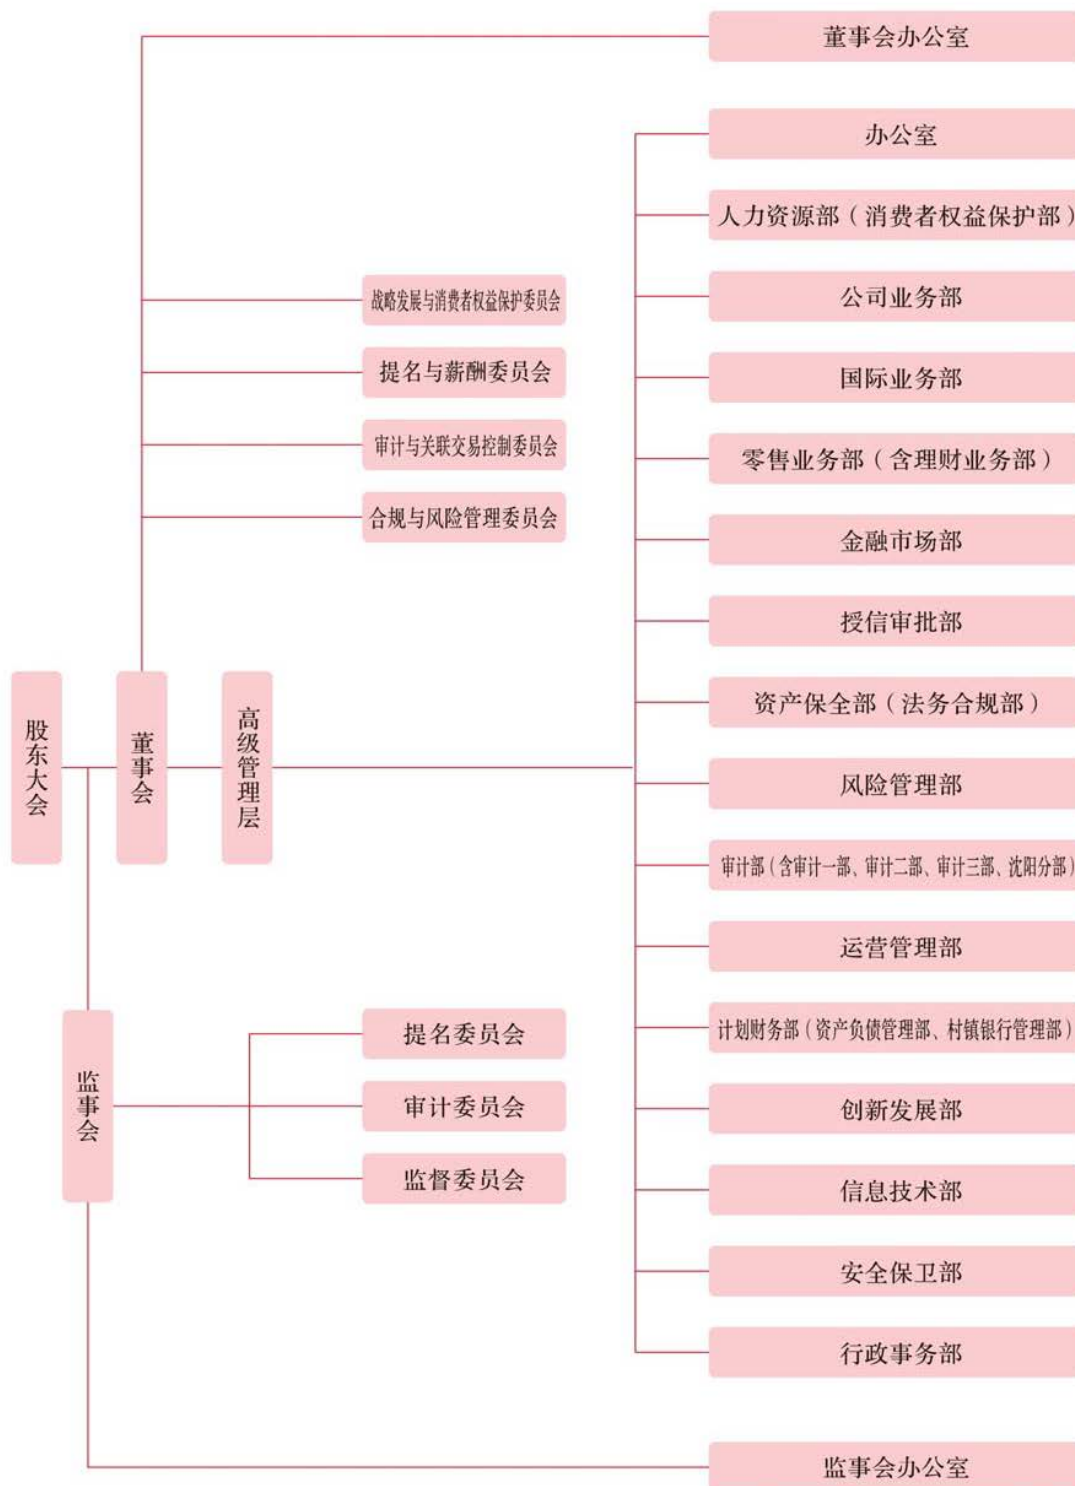 董事会办公室
办公室
人力资源部（消费者权益保护部）
公司业务部
国际业务部
零售业务部（含理财业务部）
金融市场部
授信审批部
资产保全部（法务合规部）
风险管理部
审计部（含审计一部、审计二部、审计三部、沈阳分部）
运营管理部
计划财务部（资产负债管理部、村镇银行管理部）
创新发展部
信息技术部
安全保卫部
行政事务部
监事会办公室
战略发展与消费者权益保护委员会
提名与薪酬委员会
审计与关联交易控制委员会
合规与风险管理委员会
股东大会
董事会
高级管理层
监事会
提名委员会
审计委员会
监督委员会